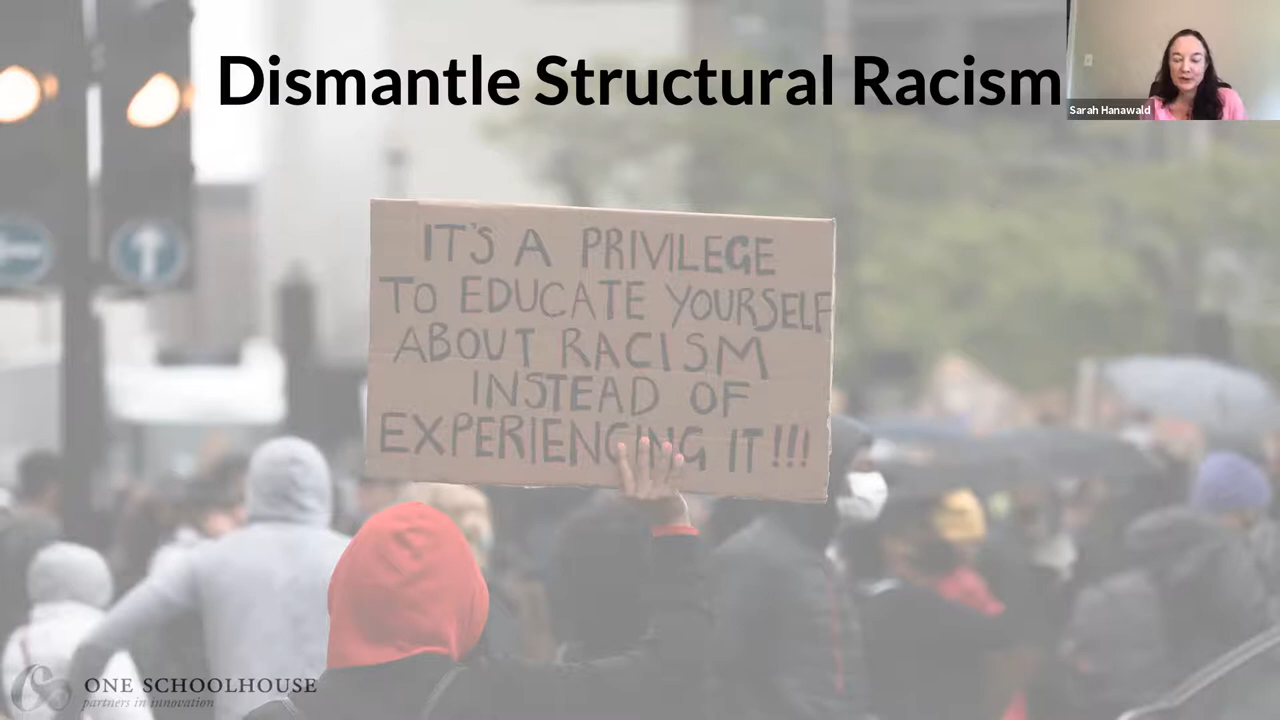 Dismantle Structural Racism
Sarah Hanawald
IT'S A PRIVILEGE
TO EDUCATE YOURSELF
ABOUT RACISM
INSTEAD OF
EXPERIENCING IT!!!
ONE SCHOOLHOUSE
partners in innovation